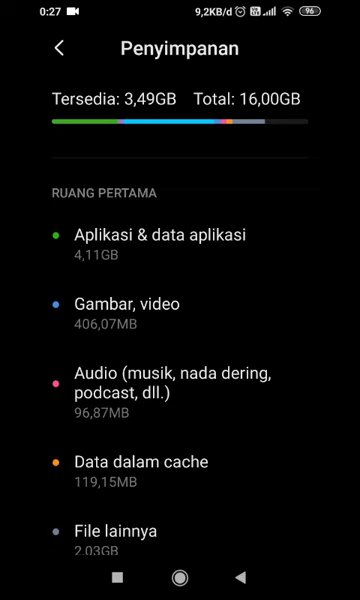 0:27 9,2KB/d 96
Penyimpanan
Tersedia: 3,49GB Total: 16,00GB
RUANG PERTAMA
Aplikasi & data aplikasi
4,11GB
Gambar, video
406,07MB
Audio (musik, nada dering,
podcast, dll.)
96,87MB
Data dalam cache
119,15MB
File lainnya
2,03GB